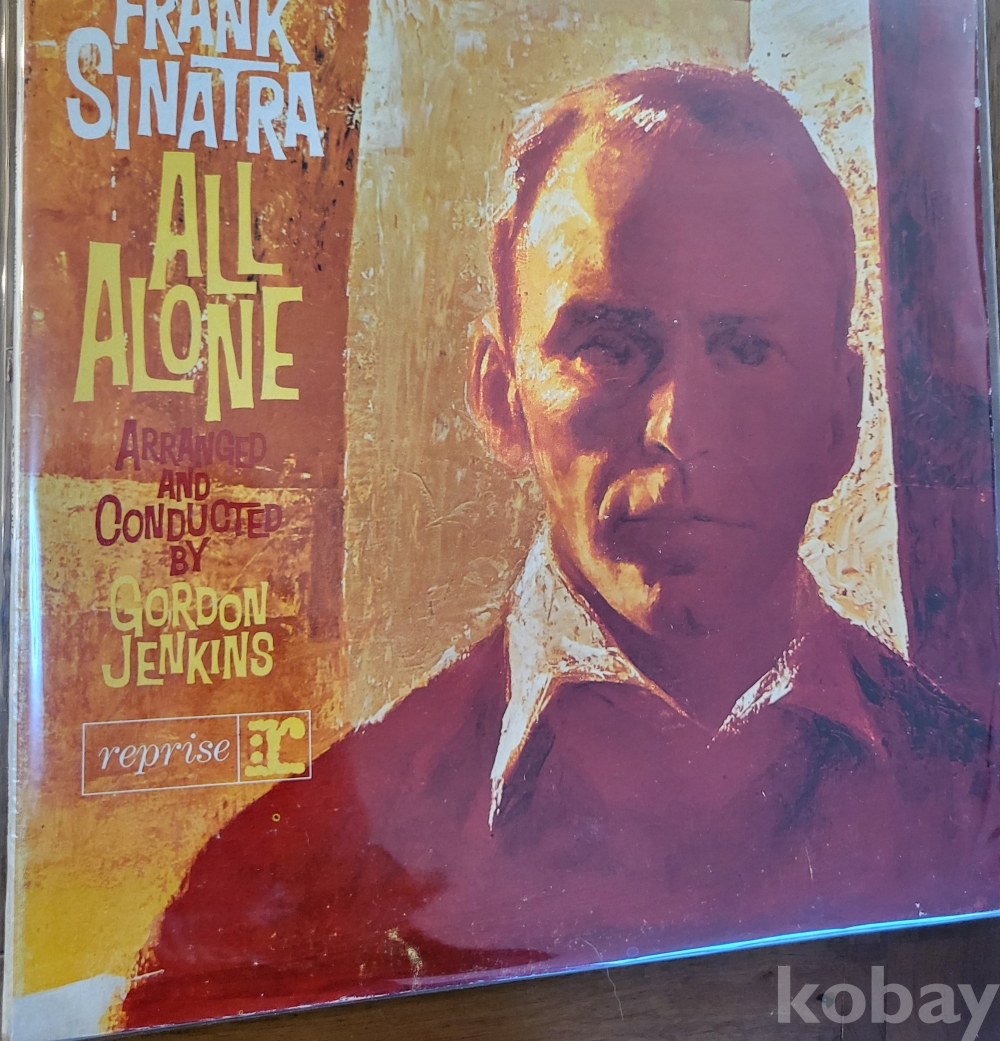 FRANK
SINATRA
ALL
ALONE
ARRANGED
AND
CONDUCTED
BY
GORDON
JENKINS
reprise r
kobay